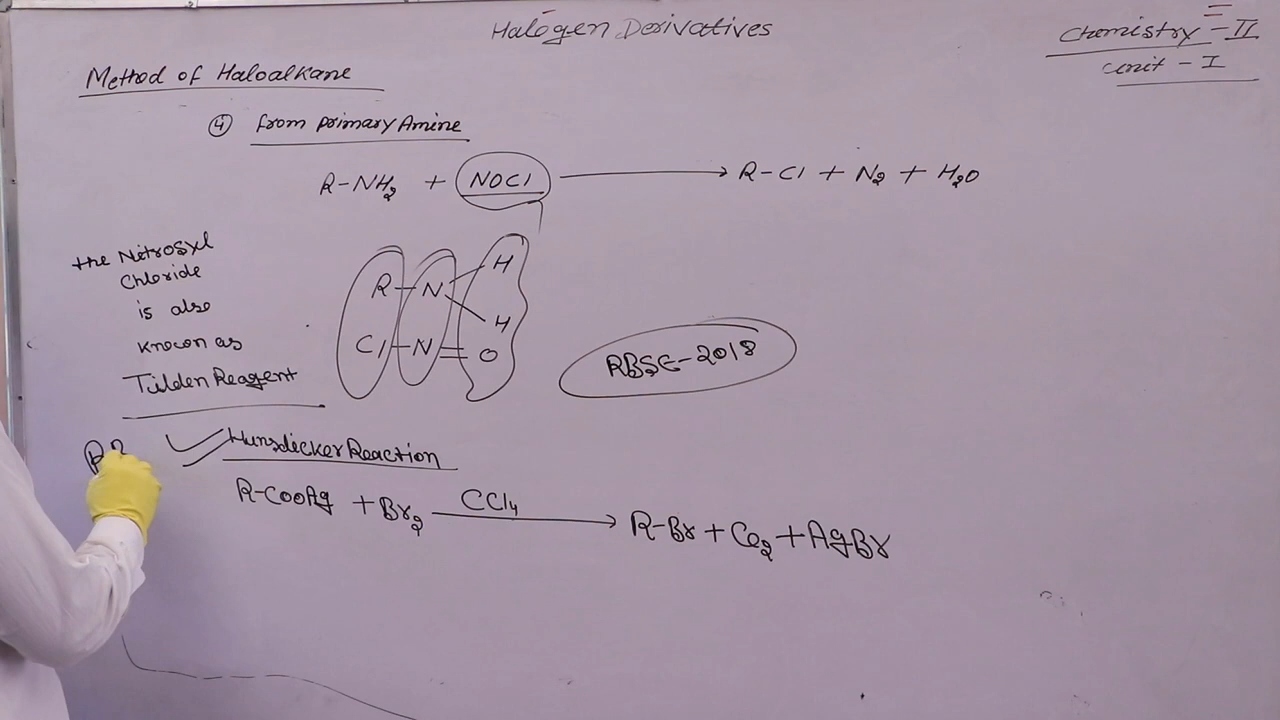 Halogen Derivatives
Chemistry - II
Unit - I
Method of Haloalkane
④ from primary Amine
R-NH₂ + NOCl ⟶ R-Cl + N₂ + H₂O
the Nitrosyl
Chloride
is also
known as
Tilden Reagent
R-N
H
H
Cl-N=O
RBSE-2018
Hunsdicker Reaction
R-COOAg + Br₂ CCl₄ ⟶ R-Br + CO₂ + AgBr